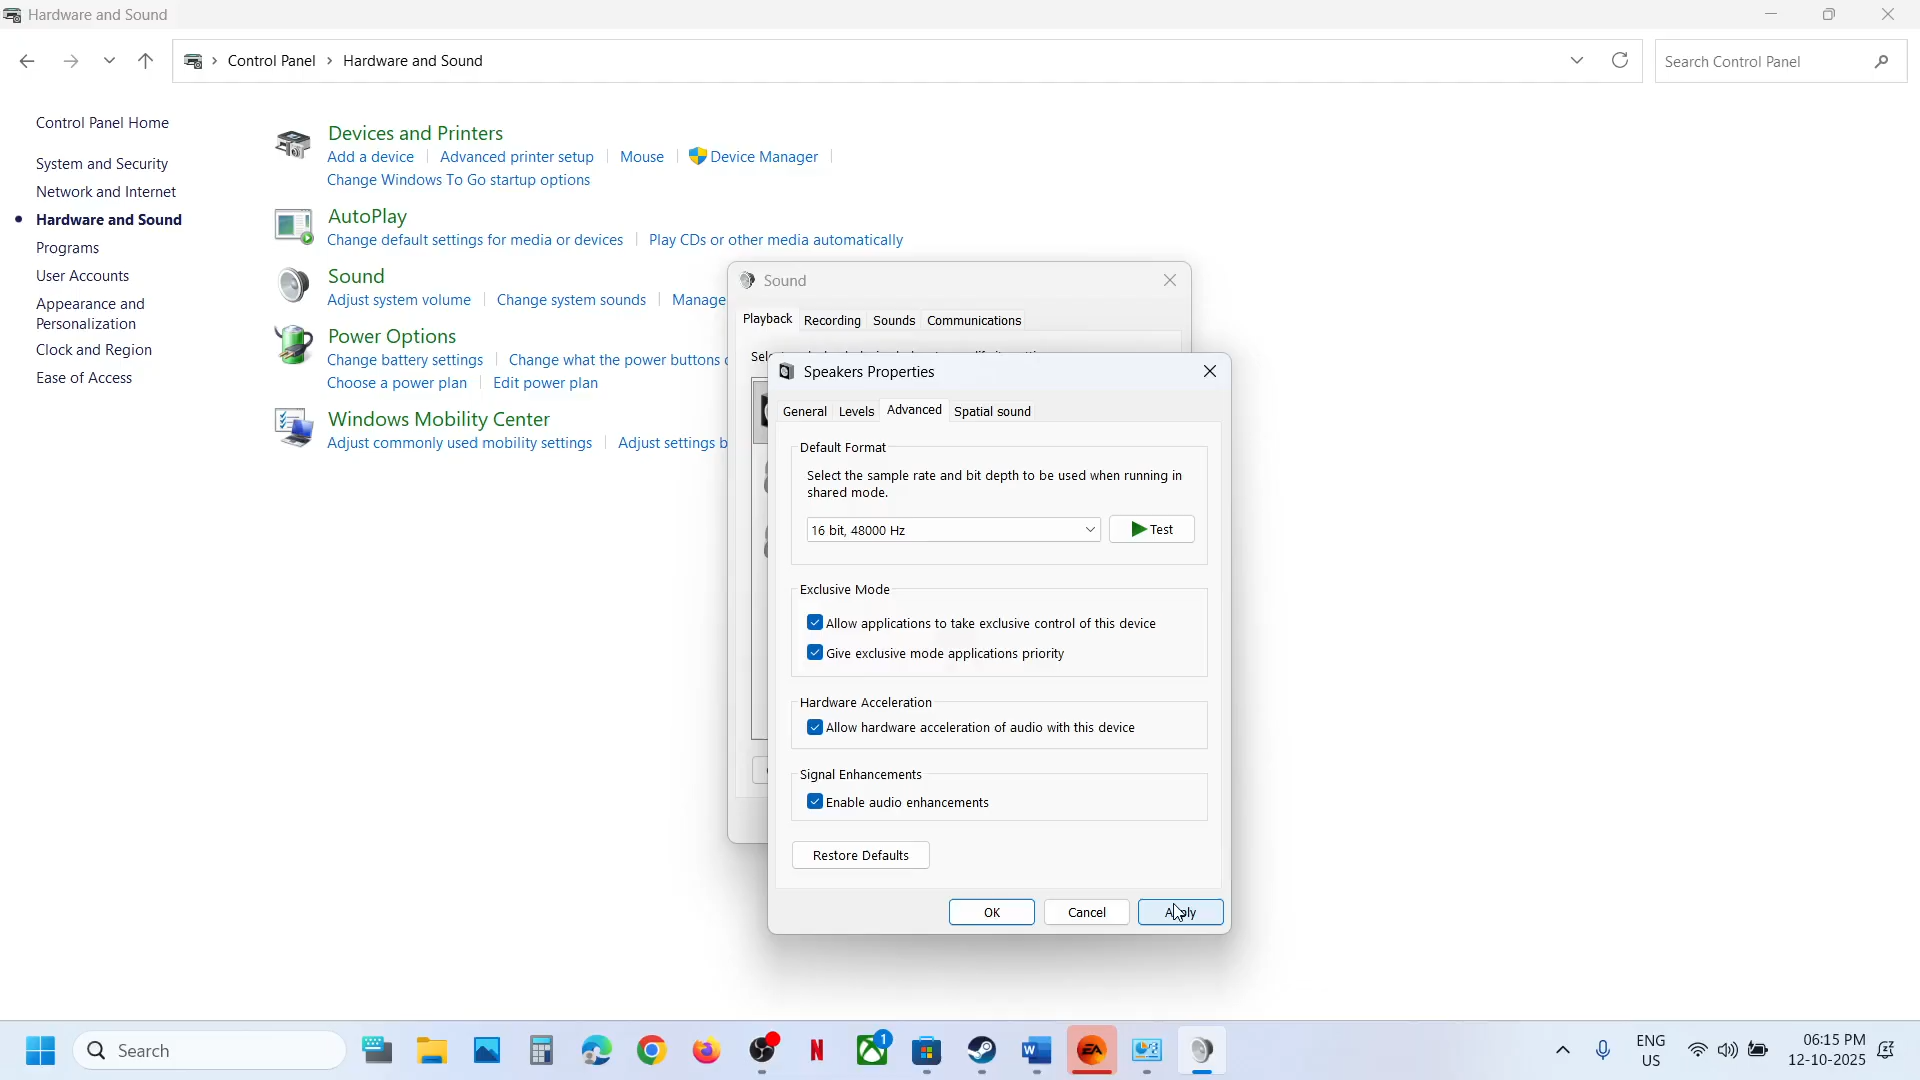 Hardware and Sound
Control Panel > Hardware and Sound
Search Control Panel
Control Panel Home
System and Security
Network and Internet
Hardware and Sound
Programs
User Accounts
Appearance and
Personalization
Clock and Region
Ease of Access
Devices and Printers
Add a device
Advanced printer setup
Mouse
Device Manager
Change Windows To Go startup options
AutoPlay
Change default settings for media or devices
Play CDs or other media automatically
Sound
Adjust system volume
Change system sounds
Manage
Power Options
Change battery settings
Change what the power buttons
Choose a power plan
Edit power plan
Windows Mobility Center
Adjust commonly used mobility settings
Adjust settings b
Sound
Playback
Recording
Sounds
Communications
Speakers Properties
General
Levels
Advanced
Spatial sound
Default Format
Select the sample rate and bit depth to be used when running in
shared mode.
16 bit, 48000 Hz
Test
Exclusive Mode
Allow applications to take exclusive control of this device
Give exclusive mode applications priority
Hardware Acceleration
Allow hardware acceleration of audio with this device
Signal Enhancements
Enable audio enhancements
Restore Defaults
OK
Cancel
Apply
Search
N
1
W
EA
ENG
US
06:15 PM
12-10-2025